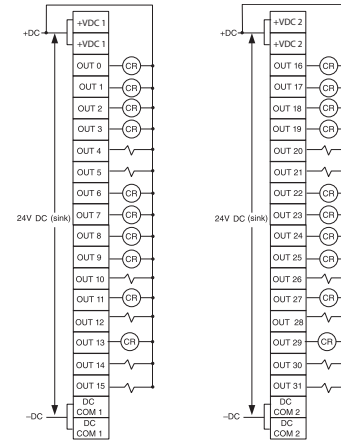 +DC
+VDC 1
+VDC 1
OUT 0 CR
OUT 1 CR
OUT 2 CR
OUT 3 CR
OUT 4
OUT 5
OUT 6 CR
24V DC (sink)
OUT 7 CR
OUT 8 CR
OUT 9 CR
OUT 10
OUT 11 CR
OUT 12
OUT 13 CR
OUT 14
OUT 15
-DC
DC
COM 1
DC
COM 1
+DC
+VDC 2
+VDC 2
OUT 16 CR
OUT 17 CR
OUT 18 CR
OUT 19 CR
OUT 20
OUT 21
OUT 22 CR
24V DC (sink)
OUT 23 CR
OUT 24 CR
OUT 25 CR
OUT 26
OUT 27 CR
OUT 28
OUT 29 CR
OUT 30
OUT 31
-DC
DC
COM 2
DC
COM 2